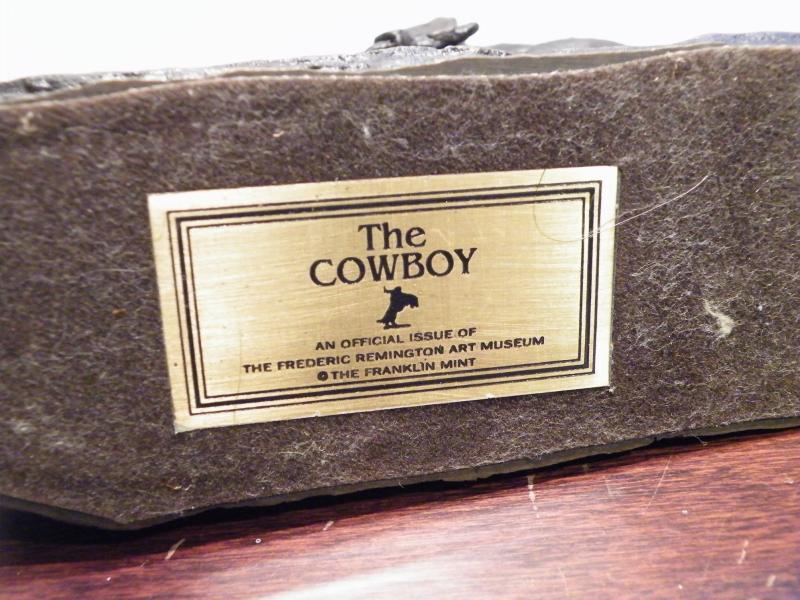 The
COWBOY
AN OFFICIAL ISSUE OF
THE FREDERIC REMINGTON ART MUSEUM
© THE FRANKLIN MINT